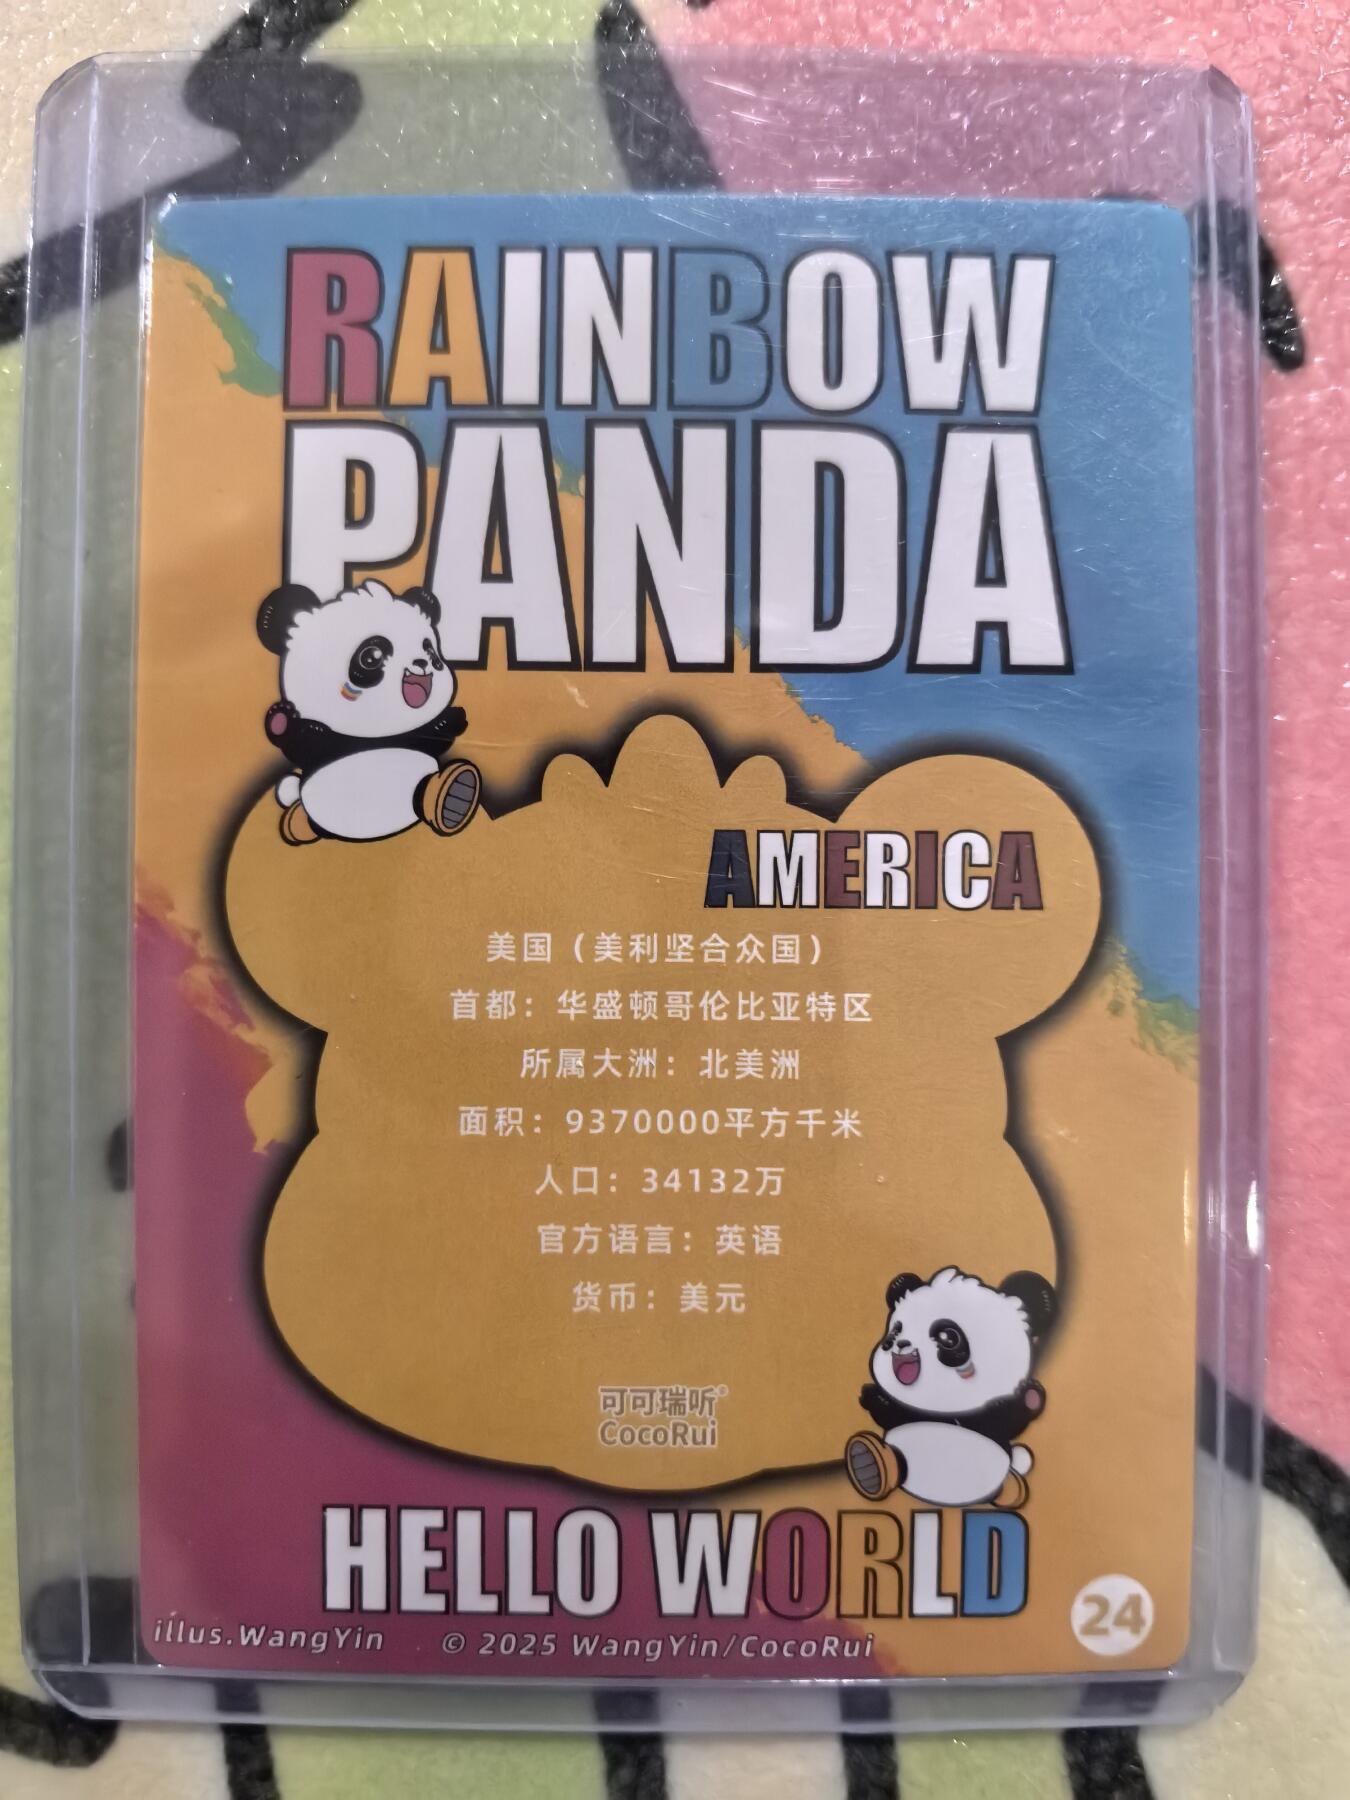 RAINBOW
PANDA
AMERICA
美国（美利坚合众国）
首都：华盛顿哥伦比亚特区
所属大洲：北美洲
面积：9370000平方千米
人口：34132万
官方语言：英语
货币：美元
可可瑞听®
CocoRui
HELLO WORLD
24
illus.WangYin © 2025 WangYin/CocoRui